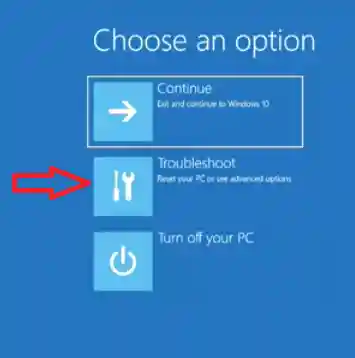 Choose an option
Continue
Exit and continue to Windows 10
Troubleshoot
Reset your PC or see advanced options
Turn off your PC